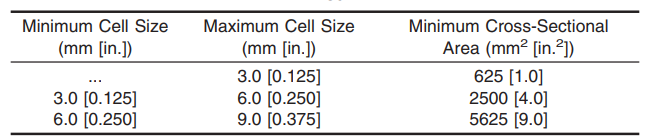 Minimum Cell Size Maximum Cell Size Minimum Cross-Sectional
(mm [in.]) (mm [in.]) Area (mm² [in.²])
... 3.0 [0.125] 625 [1.0]
3.0 [0.125] 6.0 [0.250] 2500 [4.0]
6.0 [0.250] 9.0 [0.375] 5625 [9.0]